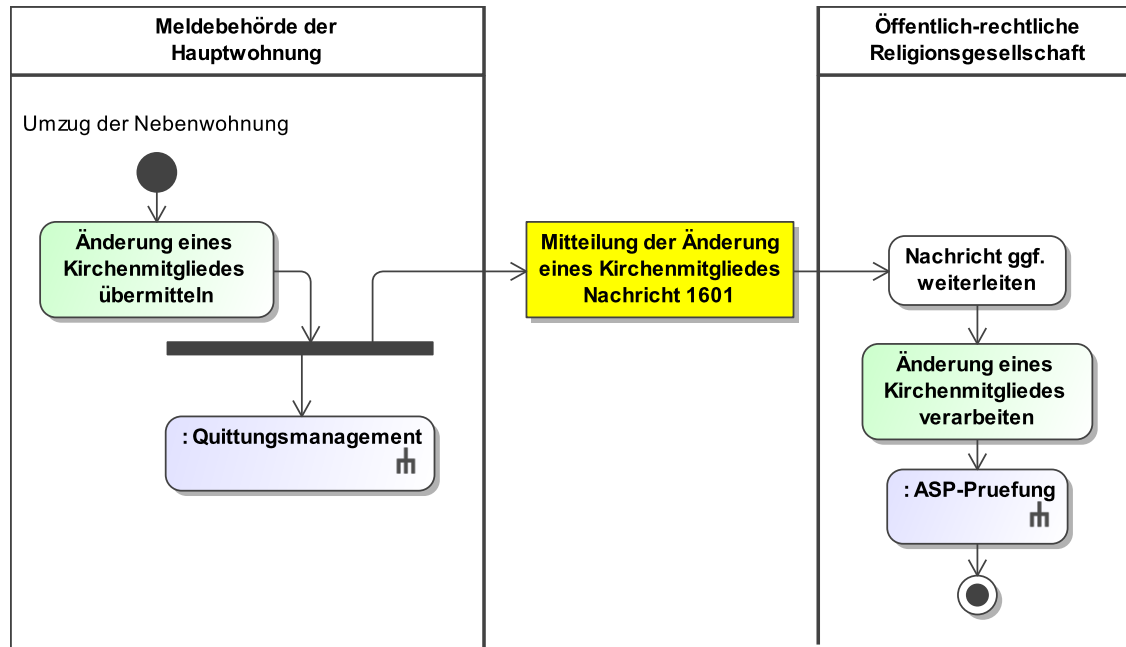 Meldebehörde der
Hauptwohnung
Öffentlich-rechtliche
Religionsgesellschaft
Umzug der Nebenwohnung
Änderung eines
Kirchenmitgliedes
übermitteln
: Quittungsmanagement
Mitteilung der Änderung
eines Kirchenmitgliedes
Nachricht 1601
Nachricht ggf.
weiterleiten
Änderung eines
Kirchenmitgliedes
verarbeiten
: ASP-Pruefung